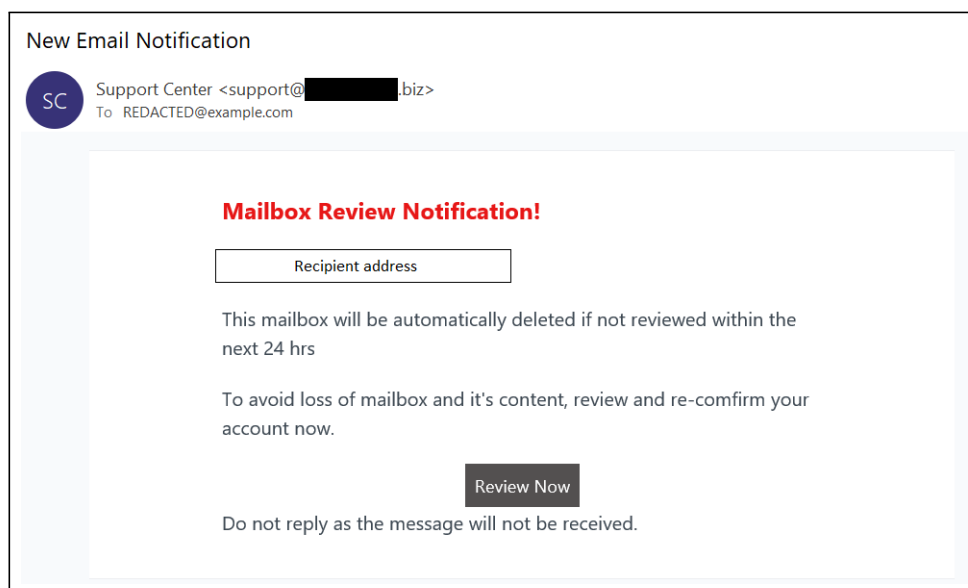 New Email Notification
SC
Support Center <support@ .biz>
To REDACTED@example.com
Mailbox Review Notification!
Recipient address
This mailbox will be automatically deleted if not reviewed within the
next 24 hrs
To avoid loss of mailbox and it's content, review and re-comfirm your
account now.
Review Now
Do not reply as the message will not be received.